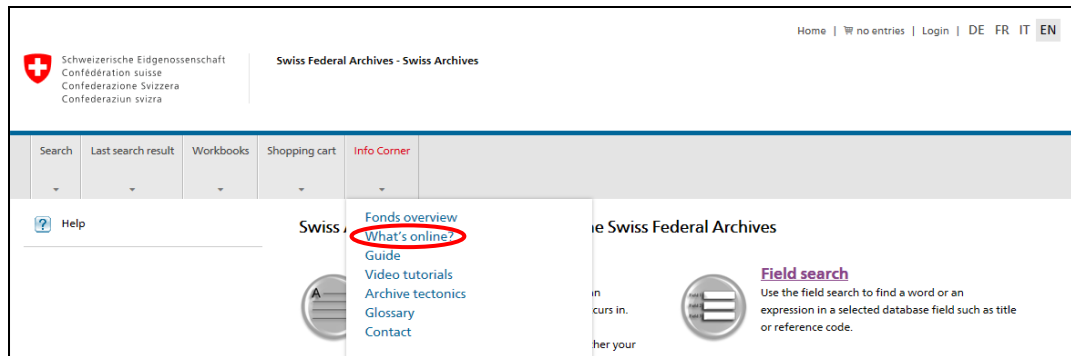 Home | no entries | Login | DE FR IT EN
Schweizerische Eidgenossenschaft
Confédération suisse
Confederazione Svizzera
Confederaziun svizra
Swiss Federal Archives - Swiss Archives
Search Last search result Workbooks Shopping cart Info Corner
? Help
Fonds overview
What's online?
Guide
Video tutorials
Archive tectonics
Glossary
Contact
Swiss
e Swiss Federal Archives
A
an
curs in.
her your
Field search
Use the field search to find a word or an
expression in a selected database field such as title
or reference code.